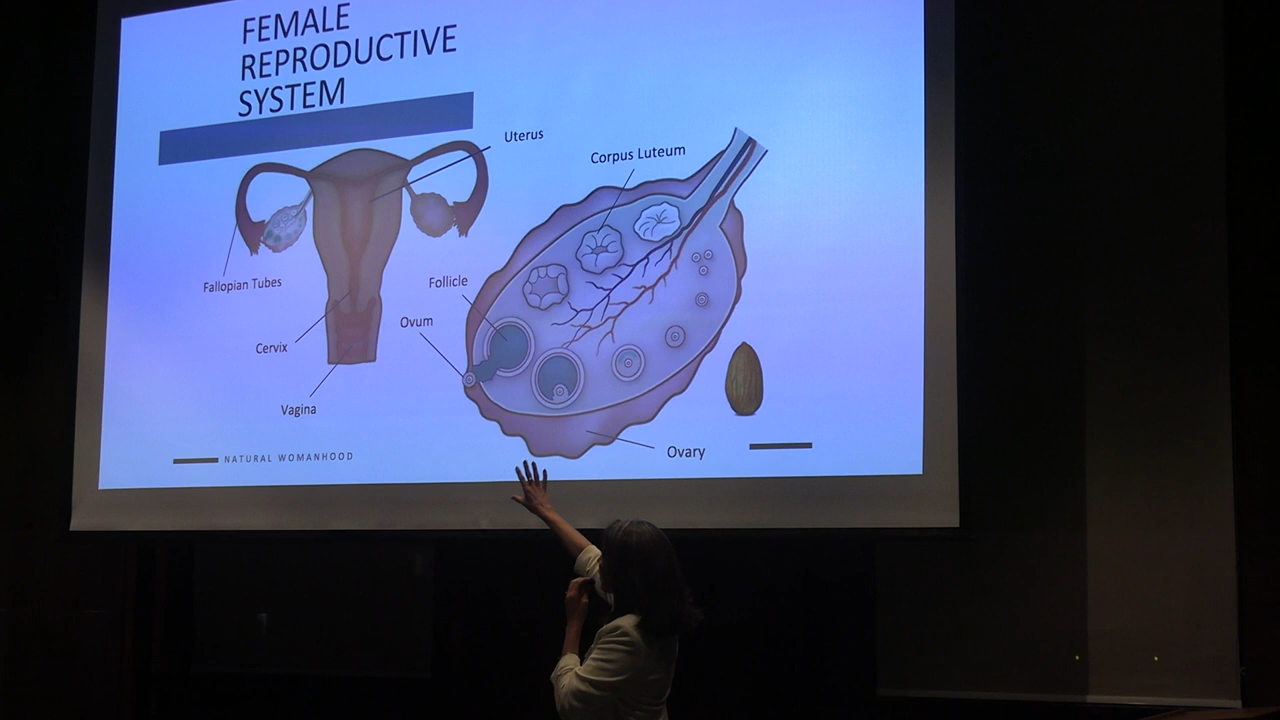 FEMALE
REPRODUCTIVE
SYSTEM
Uterus
Corpus Luteum
Fallopian Tubes
Follicle
Ovum
Cervix
Vagina
Ovary
NATURAL WOMANHOOD